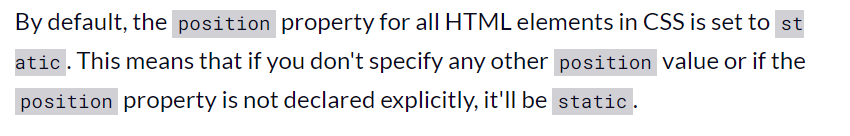 By default, the position property for all HTML elements in CSS is set to st
atic. This means that if you don't specify any other position value or if the
position property is not declared explicitly, it'll be static.